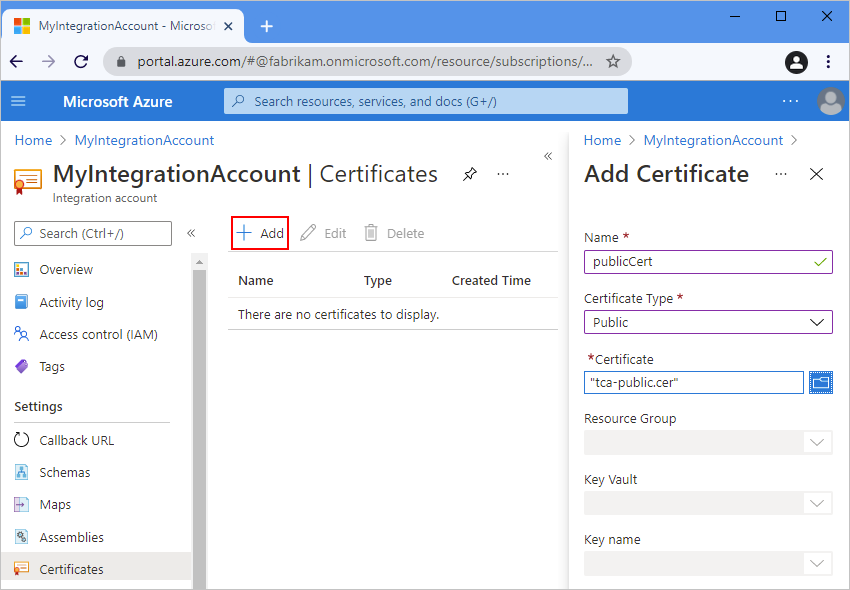 MyIntegrationAccount - Microsof
portal.azure.com/#@fabrikam.onmicrosoft.com/resource/subscriptions/...
Microsoft Azure
Search resources, services, and docs (G+/)
Home > MyIntegrationAccount
MyIntegrationAccount | Certificates
Integration account
Search (Ctrl+/)
Overview
Activity log
Access control (IAM)
Tags
Settings
Callback URL
Schemas
Maps
Assemblies
Certificates
Add Edit Delete
Name Type Created Time
There are no certificates to display.
Home > MyIntegrationAccount >
Add Certificate
Name *
publicCert
Certificate Type *
Public
*Certificate
"tca-public.cer"
Resource Group
Key Vault
Key name